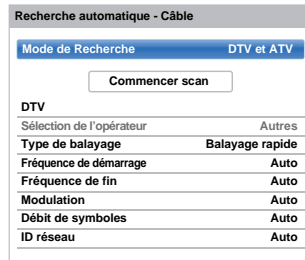 Recherche automatique - Câble
Mode de Recherche DTV et ATV
Commencer scan
DTV
Sélection de l'opérateur Autres
Type de balayage Balayage rapide
Fréquence de démarrage Auto
Fréquence de fin Auto
Modulation Auto
Débit de symboles Auto
ID réseau Auto